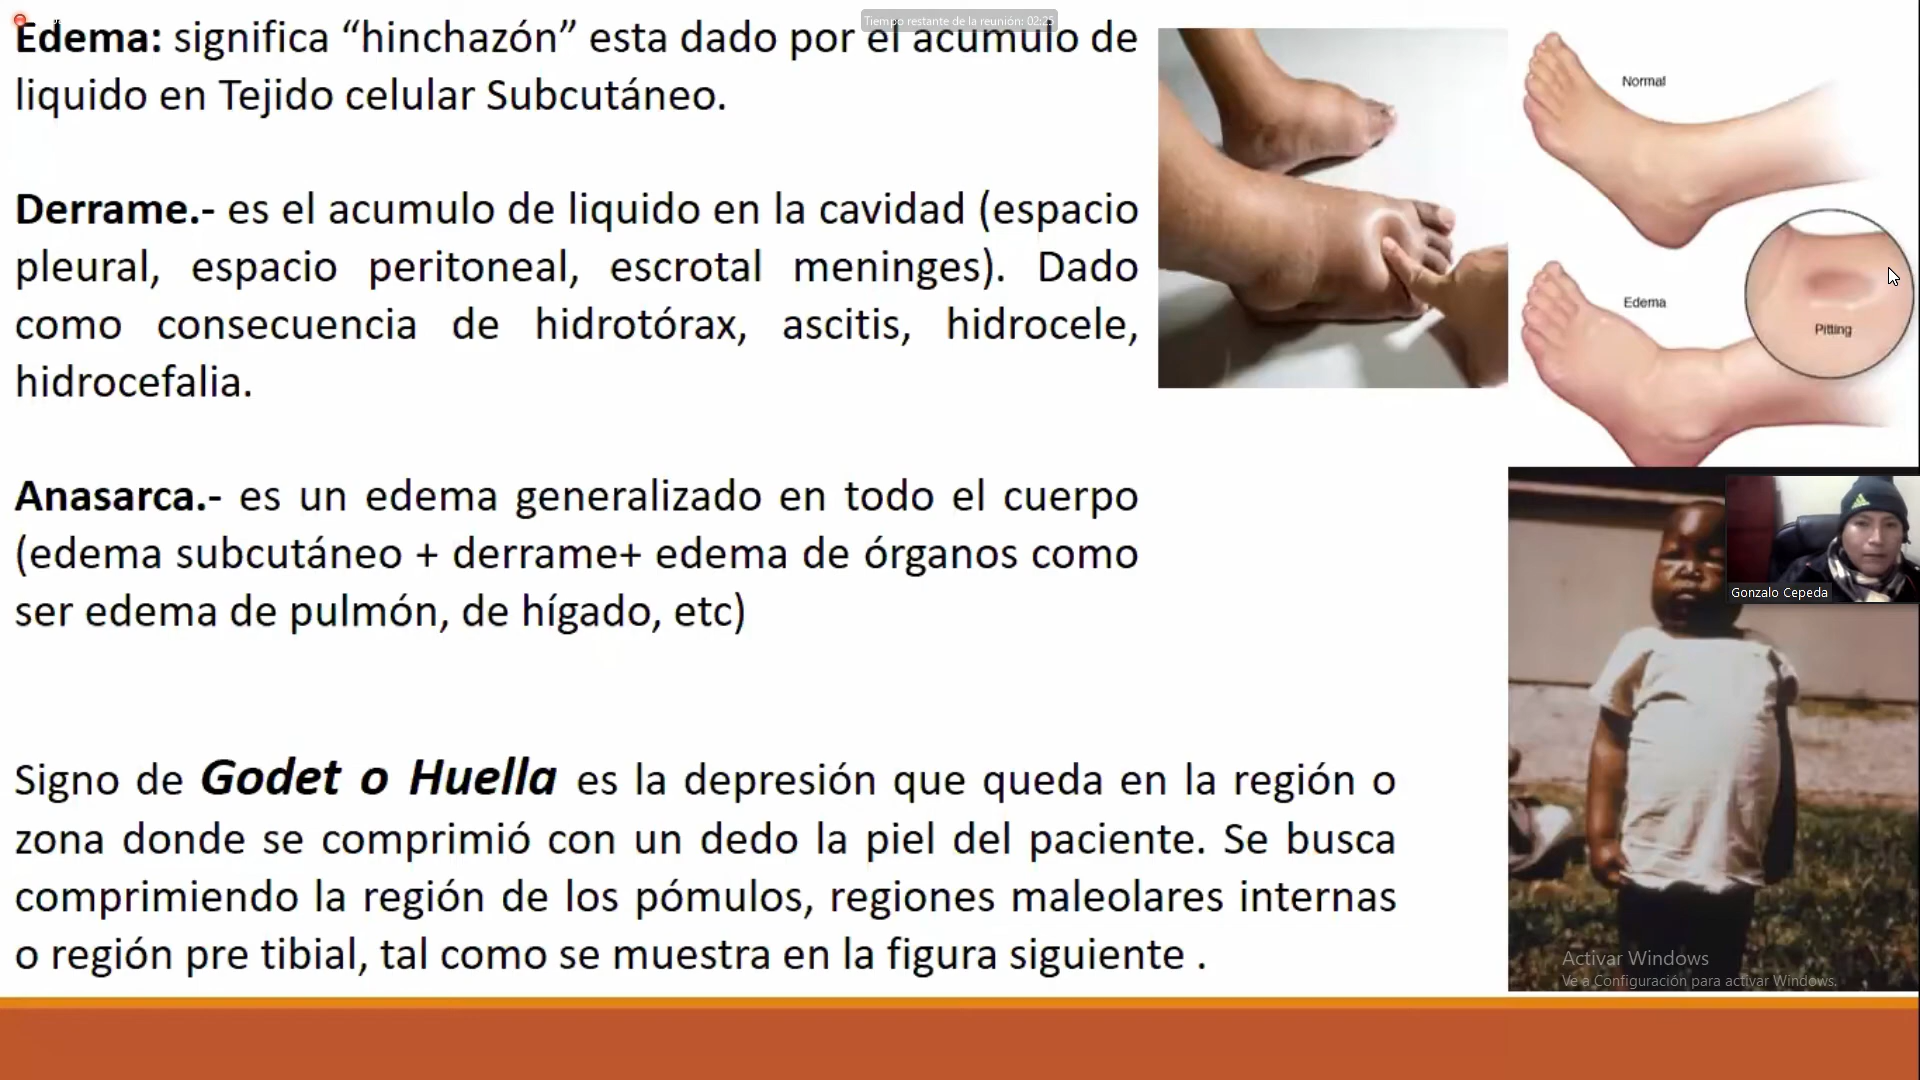 Tiempo restante de la reunión: 02:25
Edema: significa “hinchazón” esta dado por el acumulo de
liquido en Tejido celular Subcutáneo.
Derrame.- es el acumulo de liquido en la cavidad (espacio
pleural, espacio peritoneal, escrotal meninges). Dado
como consecuencia de hidrotórax, ascitis, hidrocele,
hidrocefalia.
Anasarca.- es un edema generalizado en todo el cuerpo
(edema subcutáneo + derrame+ edema de órganos como
ser edema de pulmón, de hígado, etc)
Signo de Godet o Huella es la depresión que queda en la región o
zona donde se comprimió con un dedo la piel del paciente. Se busca
comprimiendo la región de los pómulos, regiones maleolares internas
o región pre tibial, tal como se muestra en la figura siguiente .
Normal
Edema
Pitting
Gonzalo Cepeda
Activar Windows
Ve a Configuración para activar Windows.